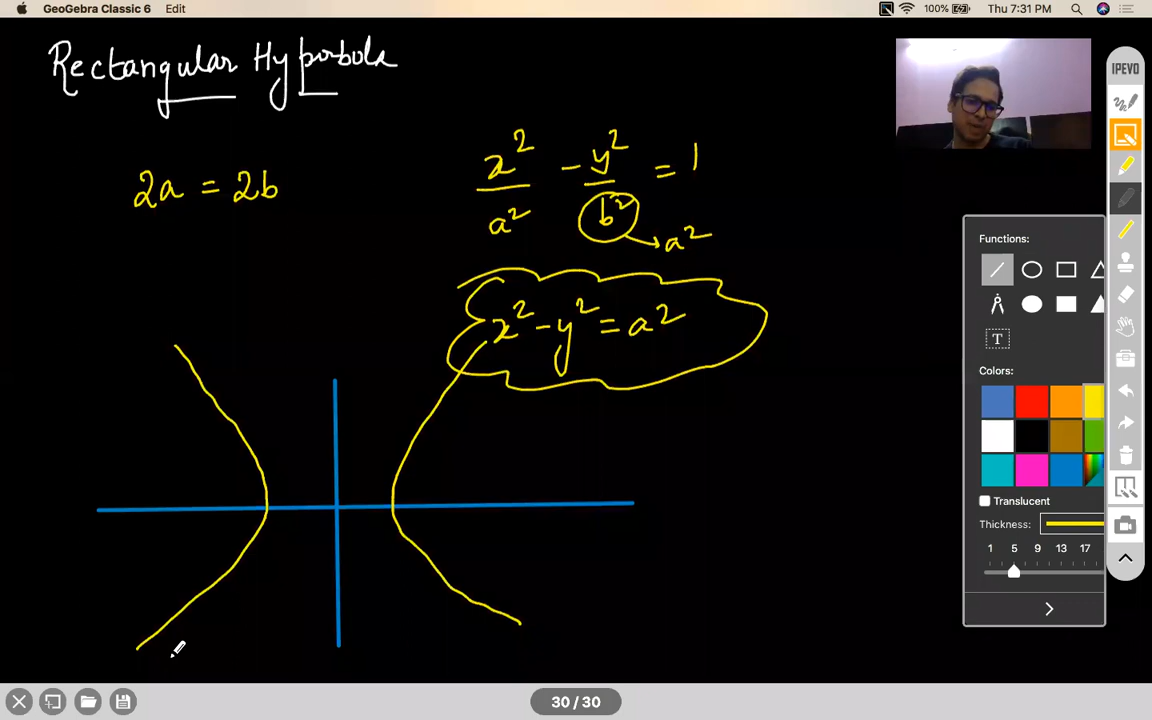 GeoGebra Classic 6 Edit
100% Thu 7:31 PM
Rectangular Hyperbola
IPEVO
2a = 2b
x² / a² − y² / b² = 1
→ a²
x² − y² = a²
Functions:
T
Colors:
Translucent
Thickness:
1 5 9 13 17
30 / 30